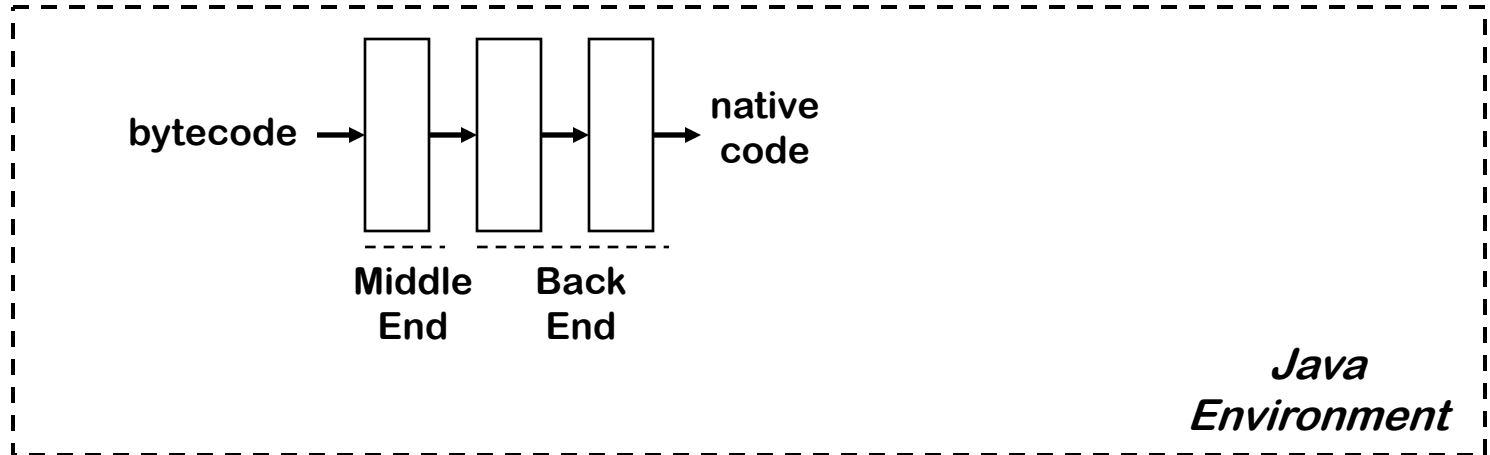 bytecode
native
code
Middle
End
Back
End
Java
Environment